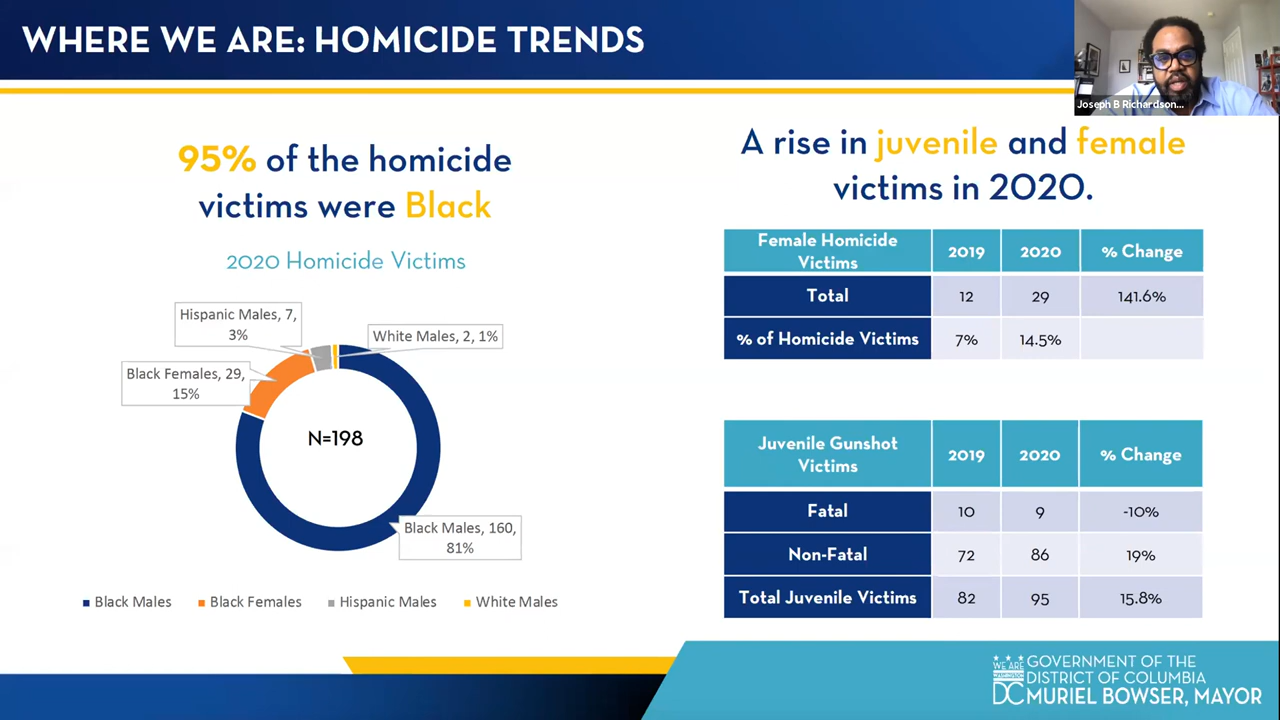 WHERE WE ARE: HOMICIDE TRENDS
Joseph B Richardson...
95% of the homicide
victims were Black
2020 Homicide Victims
Hispanic Males, 7,
3%
White Males, 2, 1%
Black Females, 29,
15%
N=198
Black Males, 160,
81%
Black Males
Black Females
Hispanic Males
White Males
A rise in juvenile and female
victims in 2020.
Female Homicide
Victims
2019
2020
% Change
Total
12
29
141.6%
% of Homicide Victims
7%
14.5%
Juvenile Gunshot
Victims
2019
2020
% Change
Fatal
10
9
-10%
Non-Fatal
72
86
19%
Total Juvenile Victims
82
95
15.8%
WE ARE
WASHINGTON
DC
GOVERNMENT OF THE
DISTRICT OF COLUMBIA
MURIEL BOWSER, MAYOR